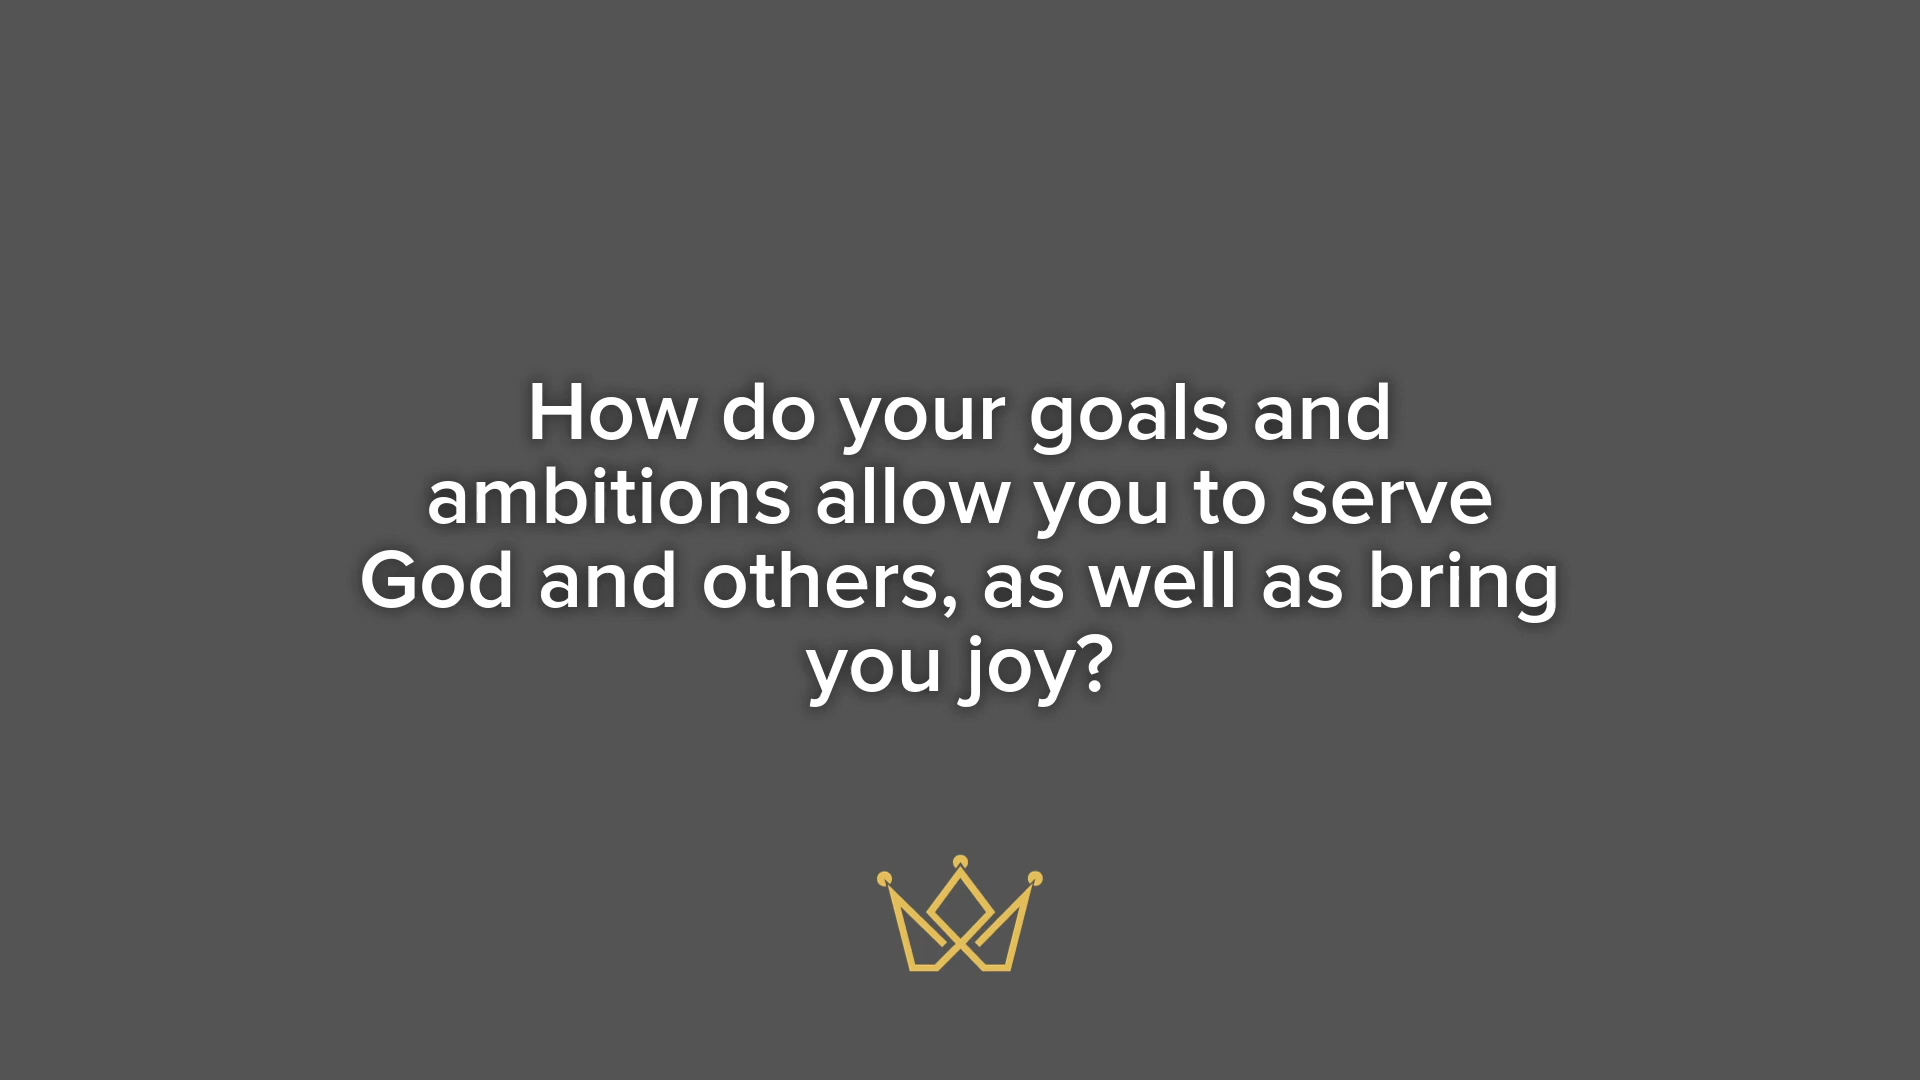 How do your goals and
ambitions allow you to serve
God and others, as well as bring
you joy?